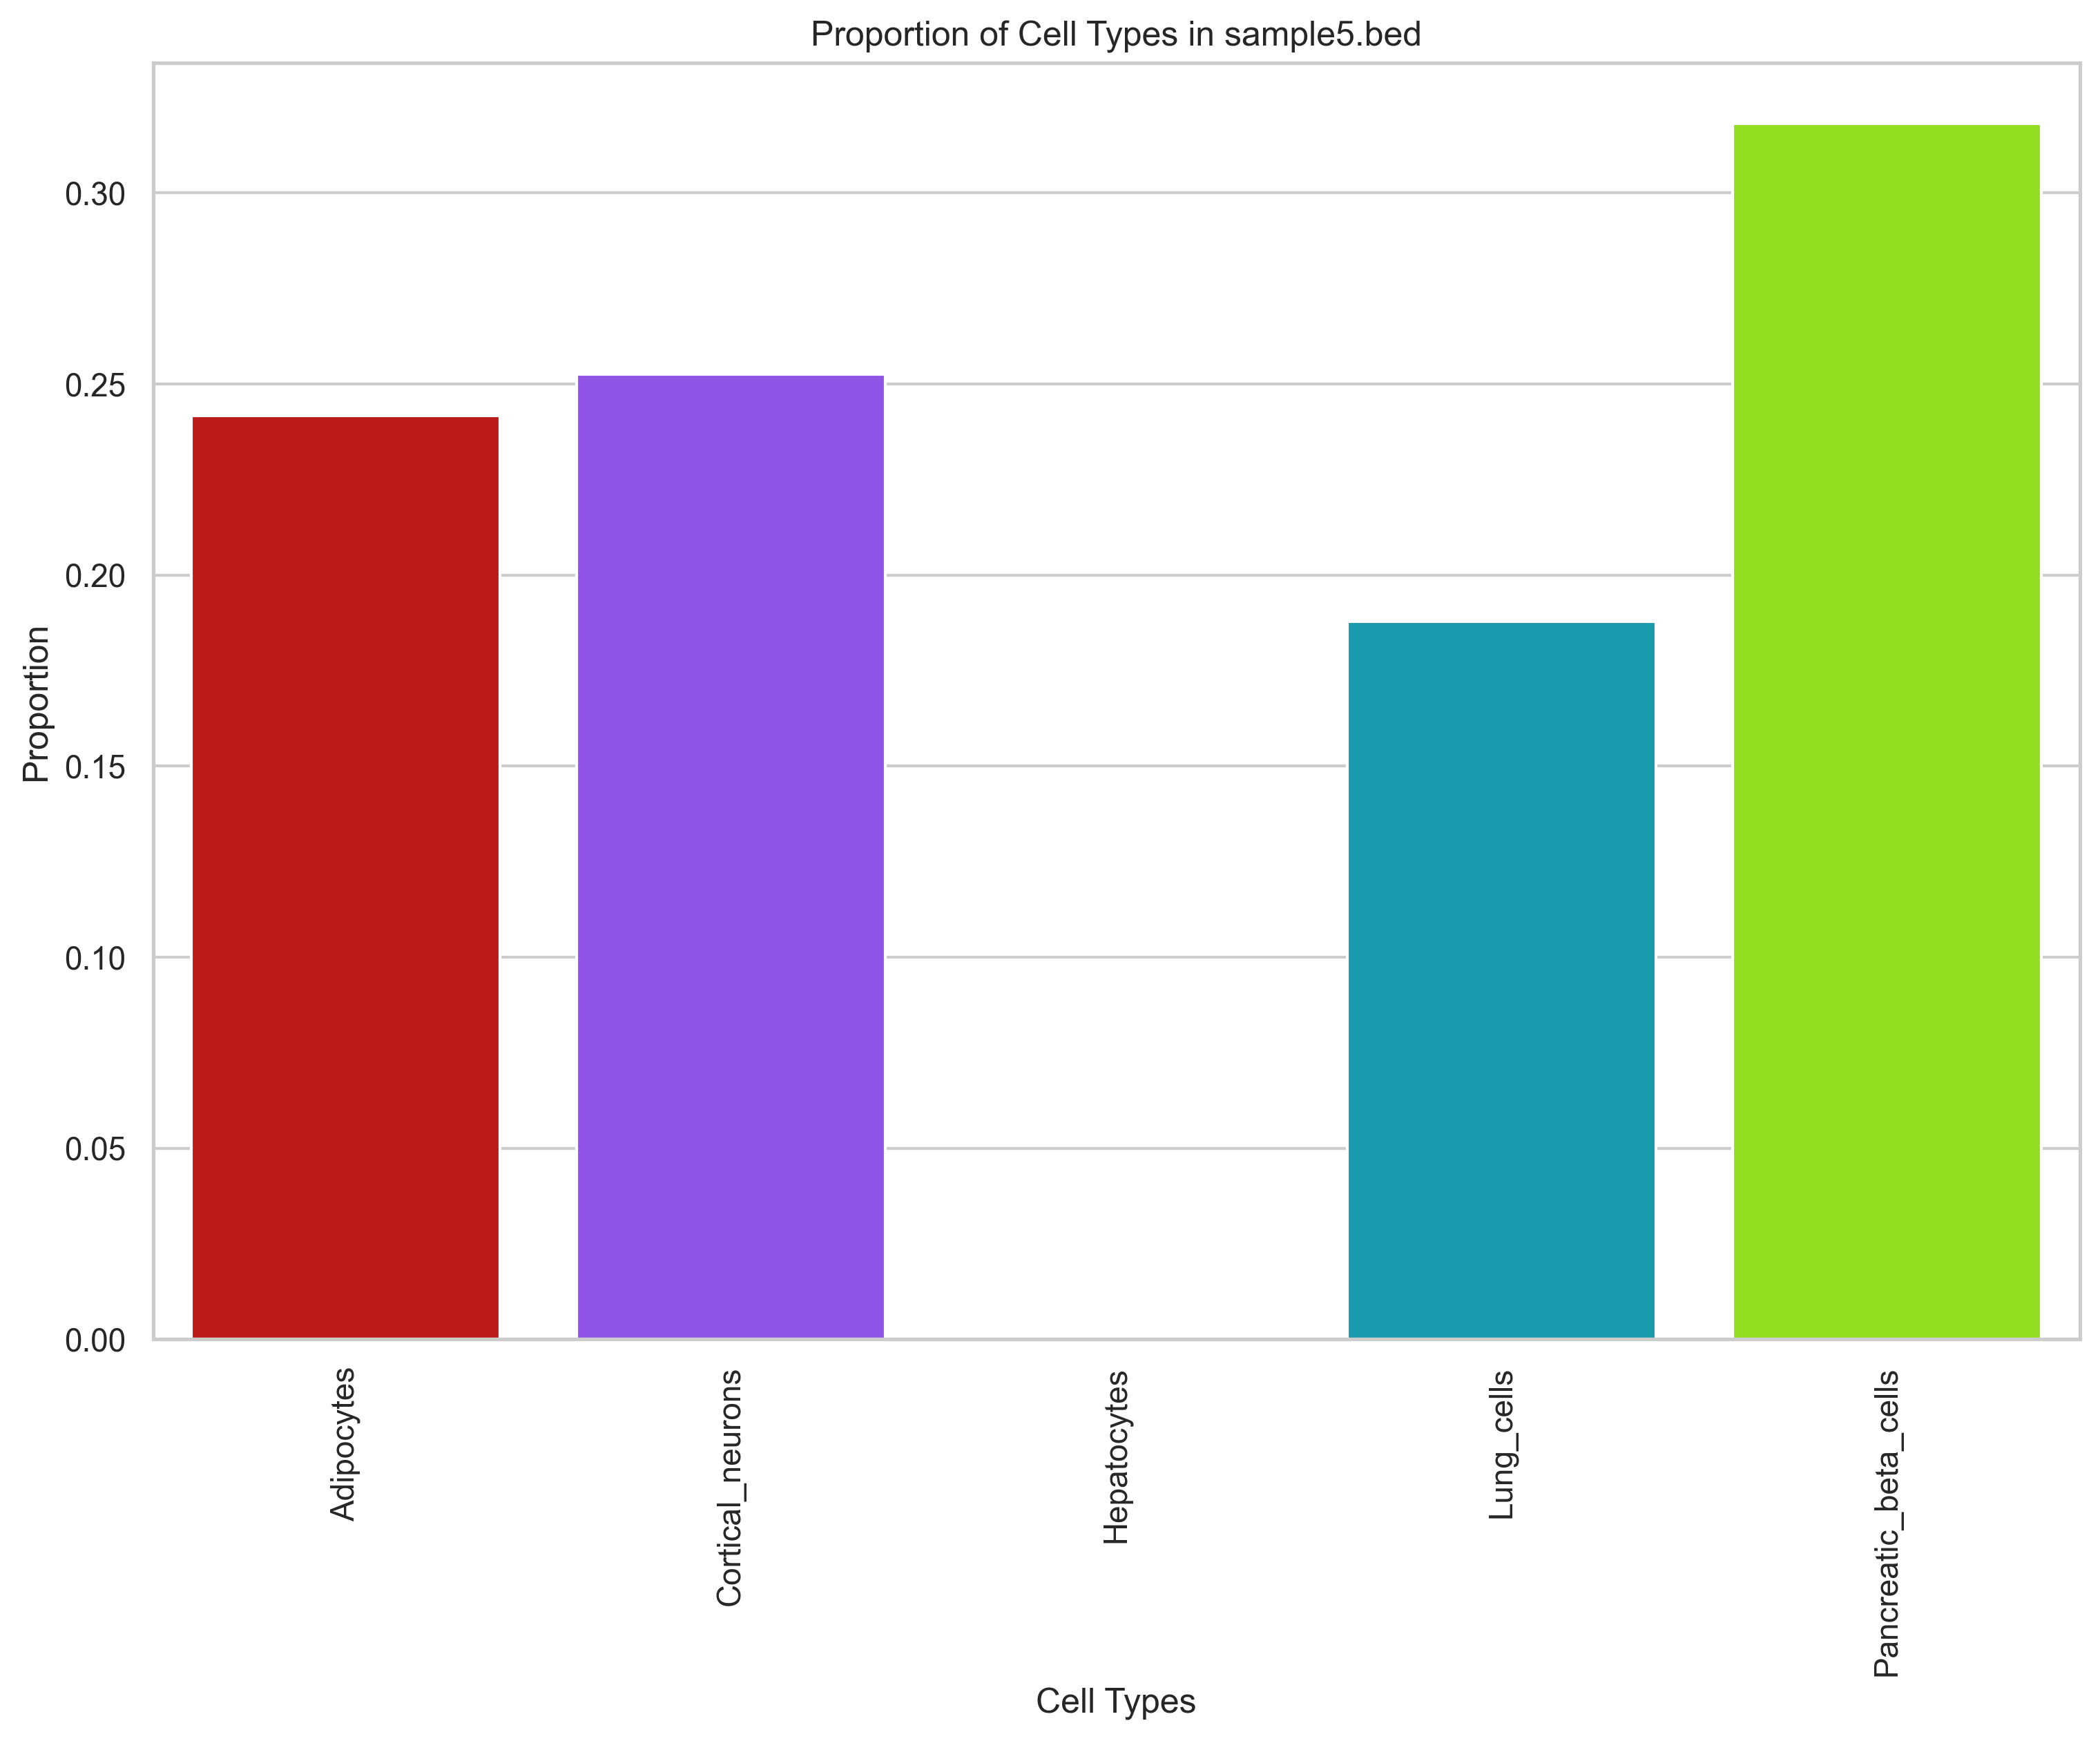 Proportion of Cell Types in sample5.bed
Proportion
0.30
0.25
0.20
0.15
0.10
0.05
0.00
Adipocytes
Cortical_neurons
Hepatocytes
Lung_cells
Pancreatic_beta_cells
Cell Types